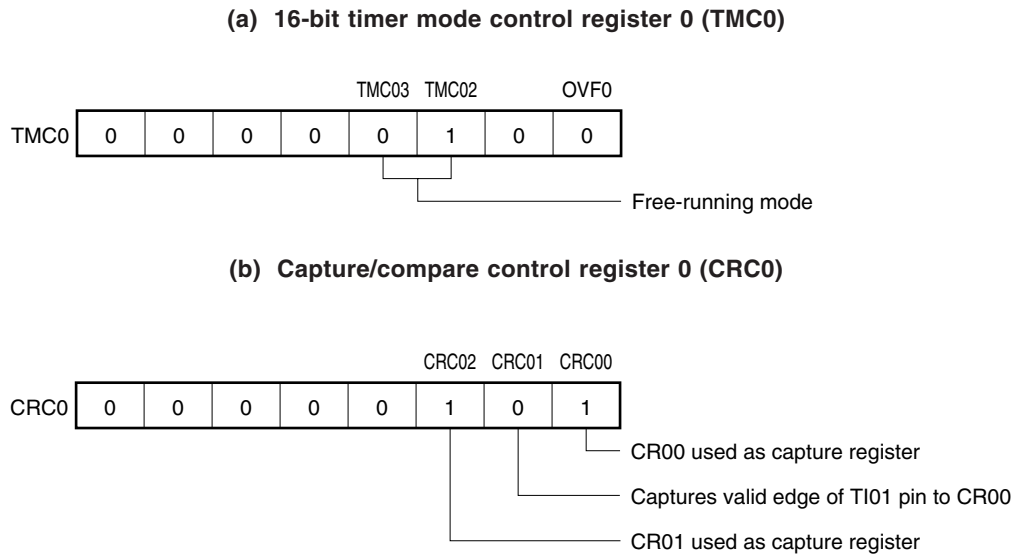 (a) 16-bit timer mode control register 0 (TMC0)
TMC03 TMC02 OVF0
TMC0 0 0 0 0 0 1 0 0
Free-running mode
(b) Capture/compare control register 0 (CRC0)
CRC02 CRC01 CRC00
CRC0 0 0 0 0 0 1 0 1
CR00 used as capture register
Captures valid edge of TI01 pin to CR00
CR01 used as capture register